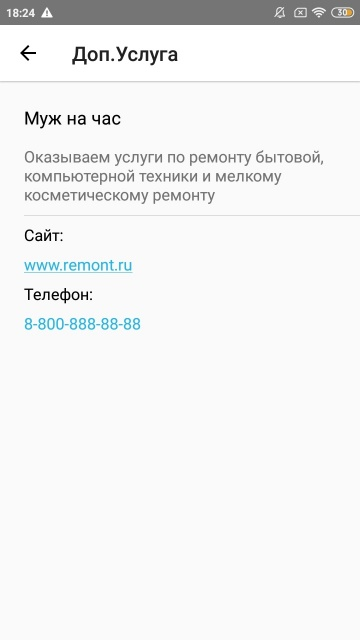 18:24
30
Доп.Услуга
Муж на час
Оказываем услуги по ремонту бытовой,
компьютерной техники и мелкому
косметическому ремонту
Сайт:
www.remont.ru
Телефон:
8-800-888-88-88